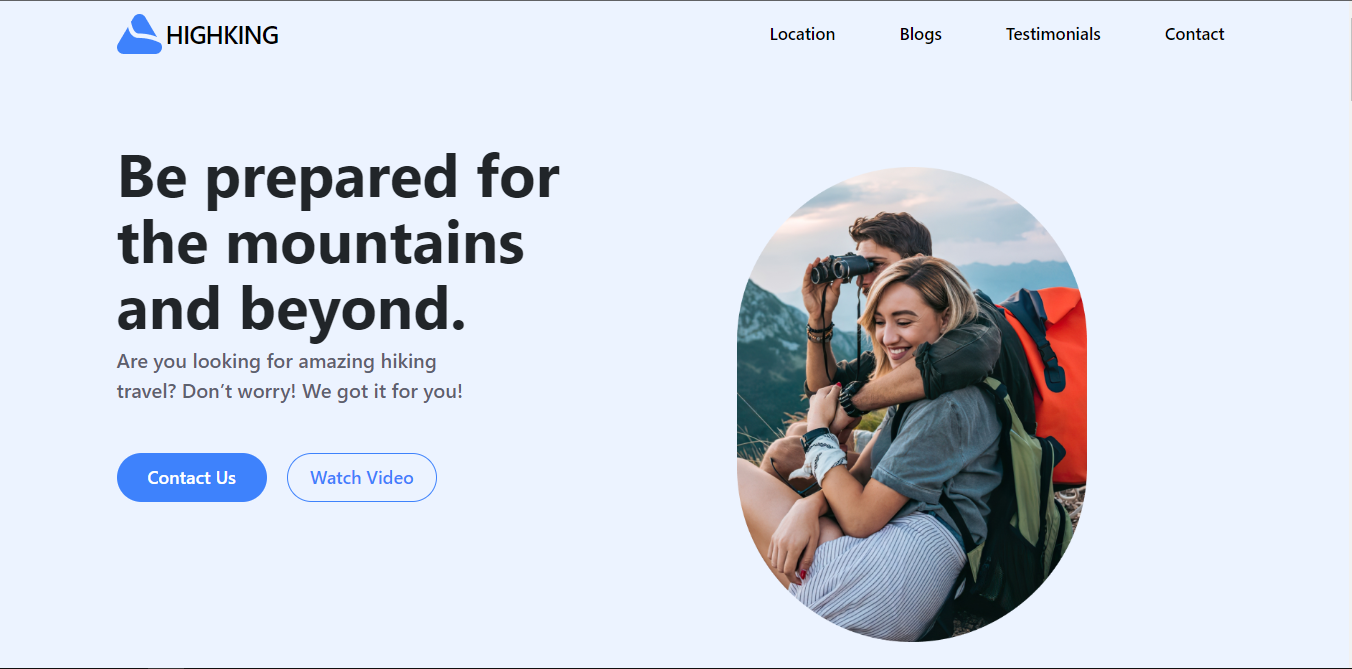 HIGHKING
Location
Blogs
Testimonials
Contact
Be prepared for
the mountains
and beyond.
Are you looking for amazing hiking
travel? Don’t worry! We got it for you!
Contact Us
Watch Video